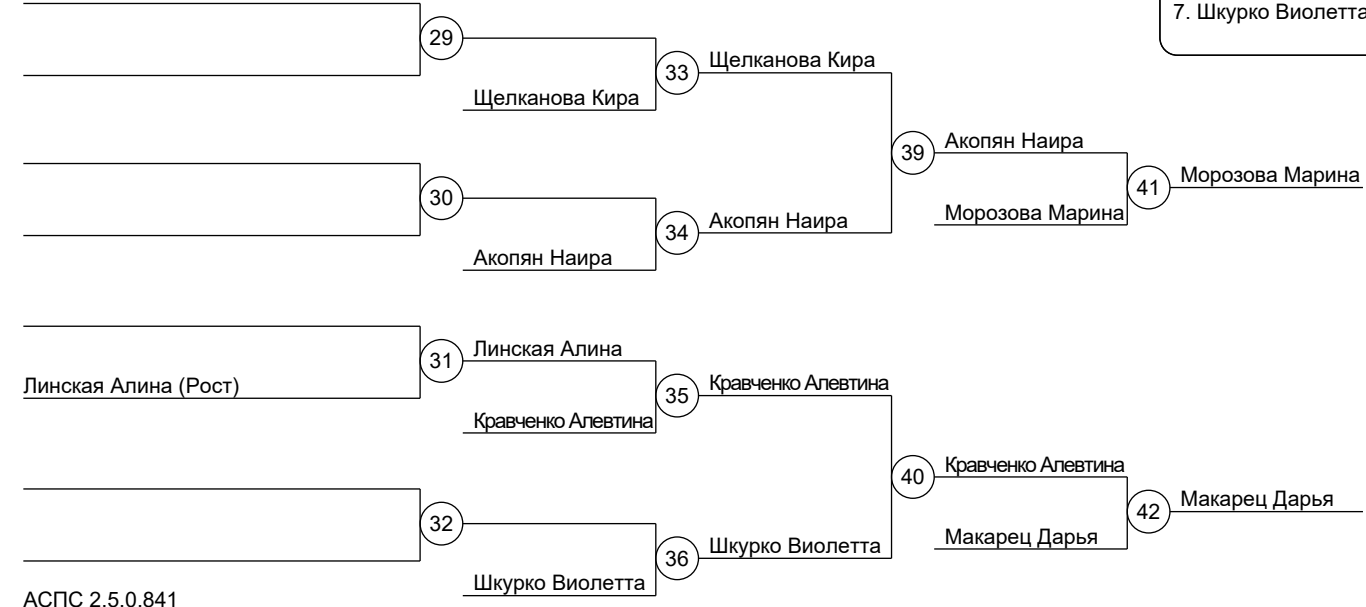 7. Шкурко Виолетта
29
Щелканова Кира
33
Щелканова Кира
39
Акопян Наира
30
Акопян Наира
34
Акопян Наира
Морозова Марина
41
Морозова Марина
Линская Алина (Рост)
31
Линская Алина
Кравченко Алевтина
35
Кравченко Алевтина
40
Кравченко Алевтина
32
Шкурко Виолетта
36
Шкурко Виолетта
Макарец Дарья
42
Макарец Дарья
АСПС 2.5.0.841